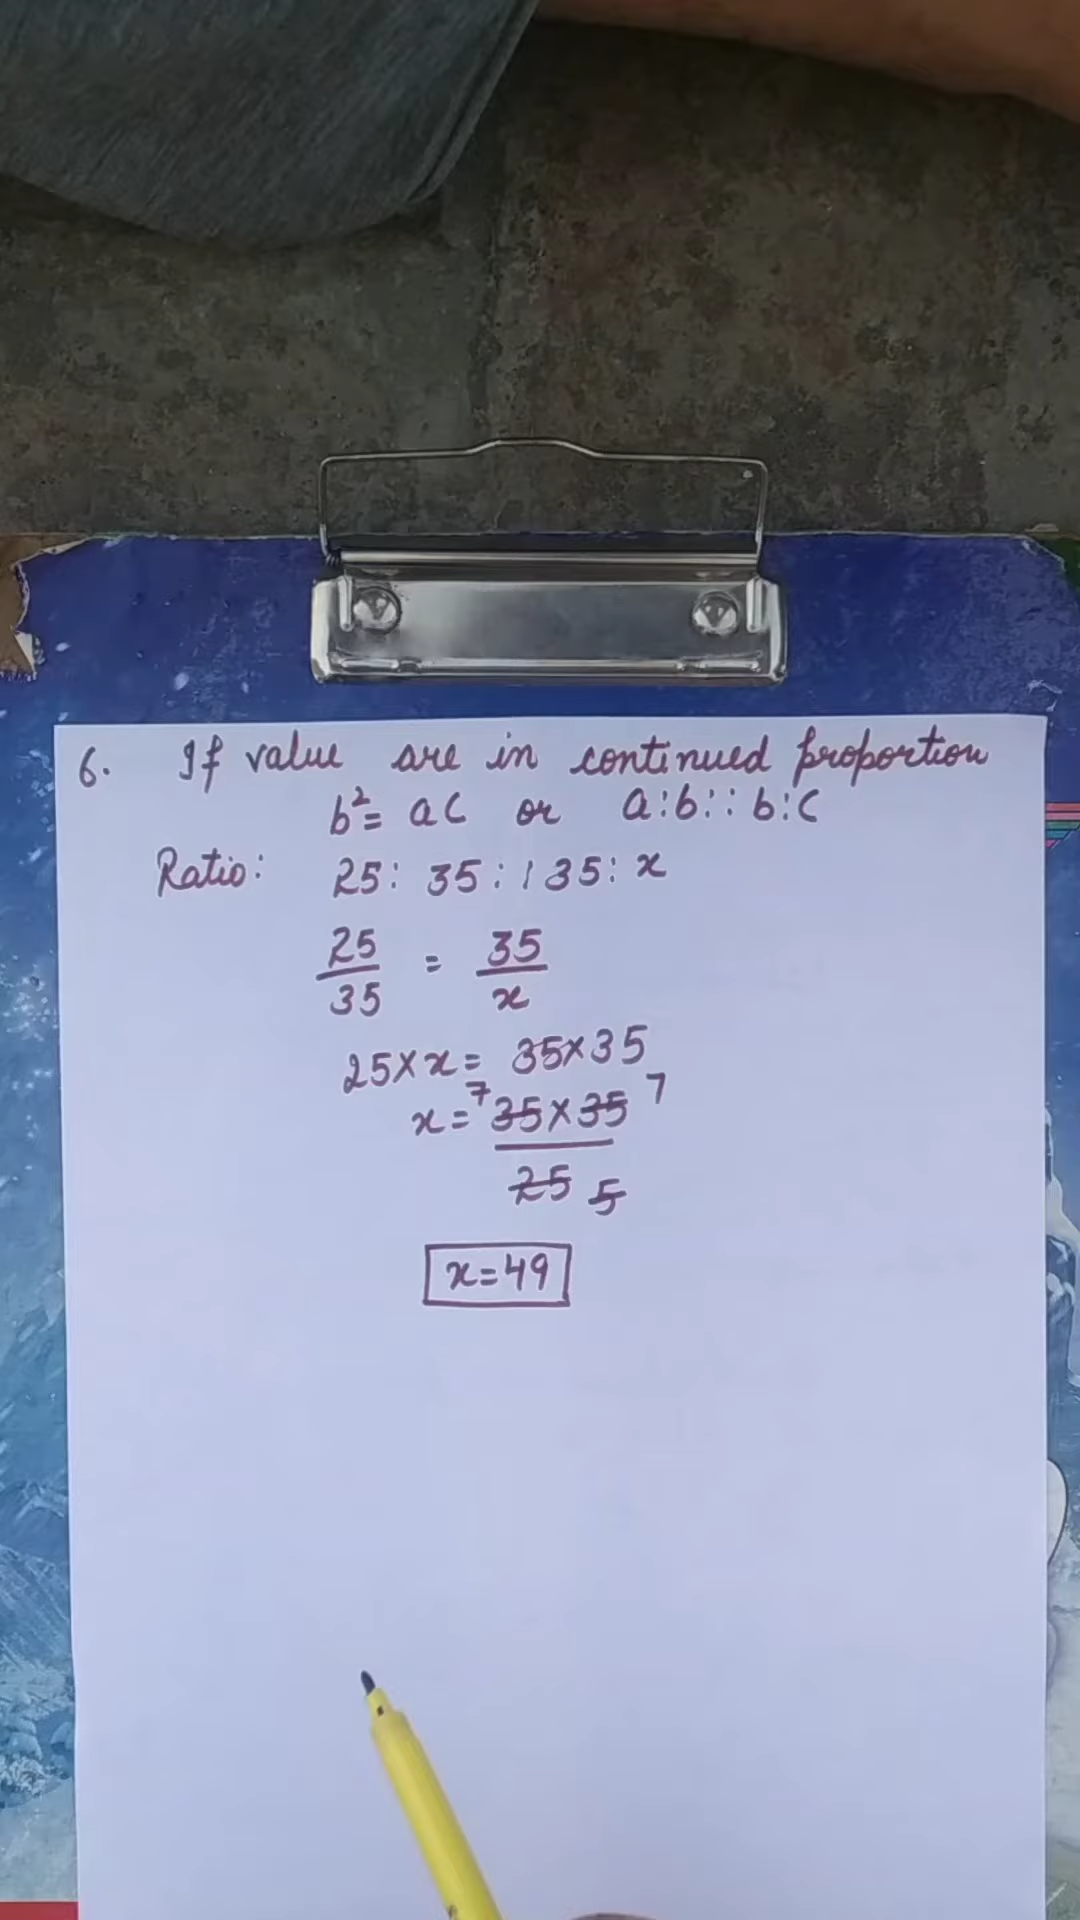 6. If value are in continued proportion
b²= aC or a:b::b:C
Ratio: 25: 35 :: 35: x
25/35 = 35/x
25×x= 35×35
x= 7 35×35 7
25 5
x=49